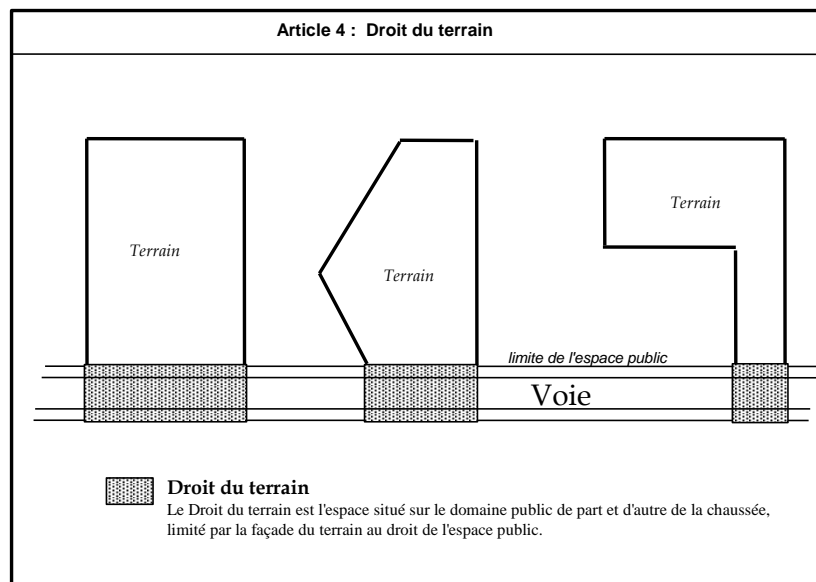 Article 4 :  Droit du terrain
Terrain
Terrain
Terrain
limite de l'espace public
Voie
Droit du terrain
Le Droit du terrain est l'espace situé sur le domaine public de part et d'autre de la chaussée,
limité par la façade du terrain au droit de l'espace public.